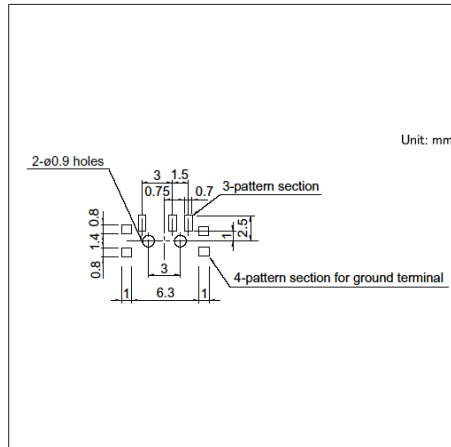 Unit: mm
2-ø0.9 holes
3 1.5
0.75 0.7
3-pattern section
0.8
1.4
0.8
1
2.5
3
4-pattern section for ground terminal
1 6.3 1